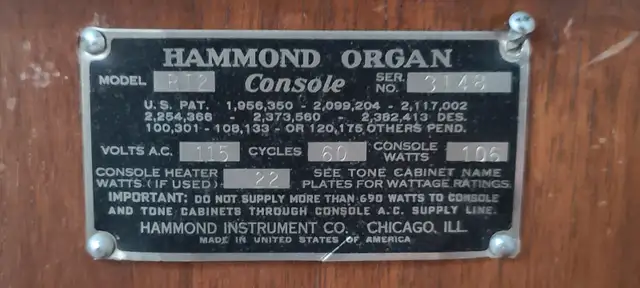 HAMMOND ORGAN
MODEL RT2 Console SER. NO. 3148
U.S. PAT. 1,956,350 - 2,099,204 - 2,117,002
2,254,366 - 2,373,560 - 2,382,413 DES.
100,301 - 108,133 - OR 120,175 OTHERS PEND.
VOLTS A.C. 115 CYCLES 60 CONSOLE WATTS 106
CONSOLE HEATER WATTS. (IF USED) 22 SEE TONE CABINET NAME PLATES FOR WATTAGE RATINGS.
IMPORTANT: DO NOT SUPPLY MORE THAN 690 WATTS TO CONSOLE
AND TONE CABINETS THROUGH CONSOLE A.C. SUPPLY LINE.
HAMMOND INSTRUMENT CO. CHICAGO, ILL.
MADE IN UNITED STATES OF AMERICA